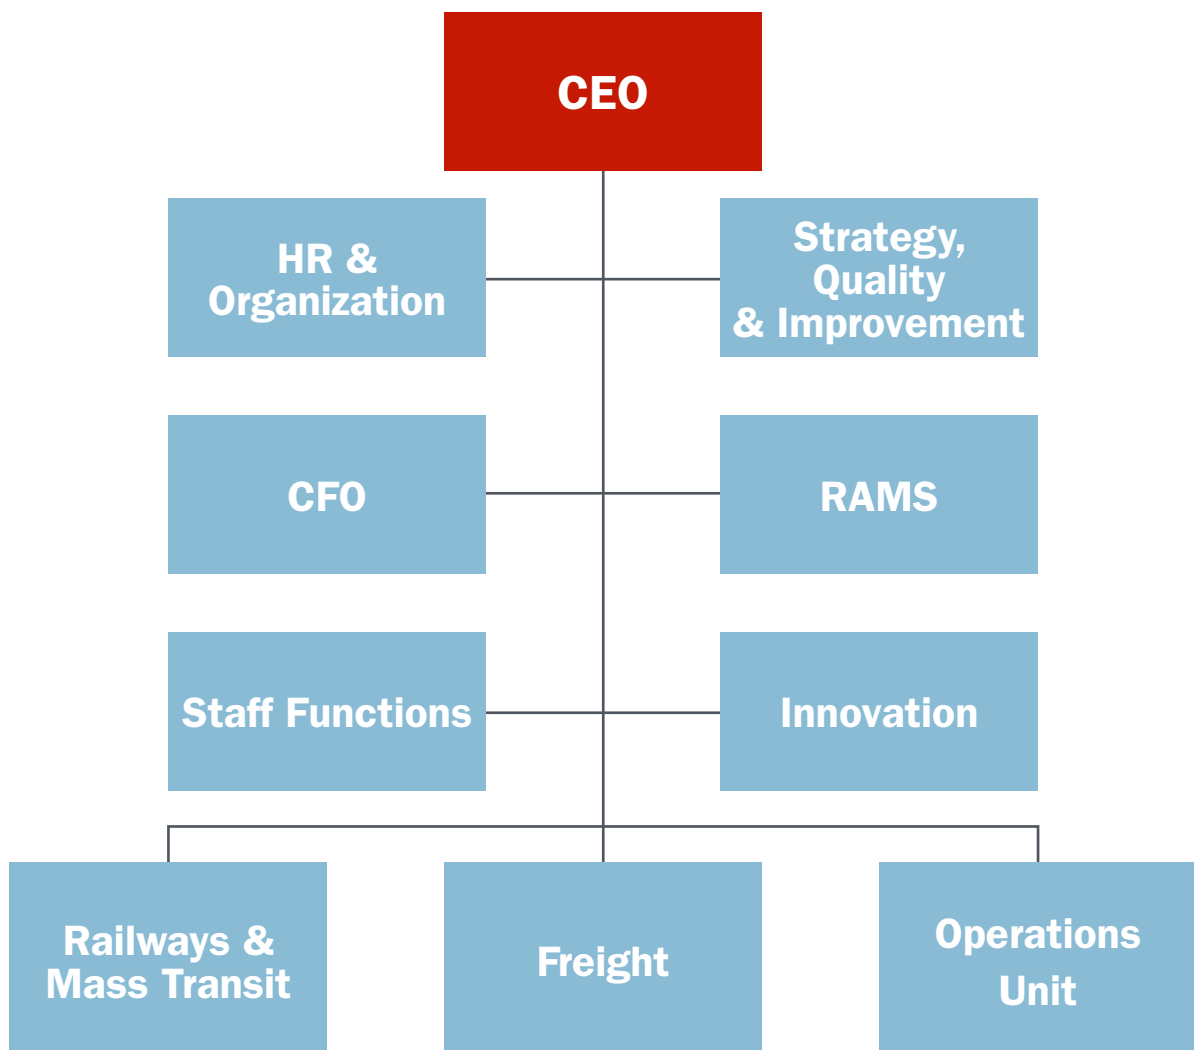 CEO
HR &
Organization
Strategy,
Quality
& Improvement
CFO
RAMS
Staff Functions
Innovation
Railways &
Mass Transit
Freight
Operations
Unit